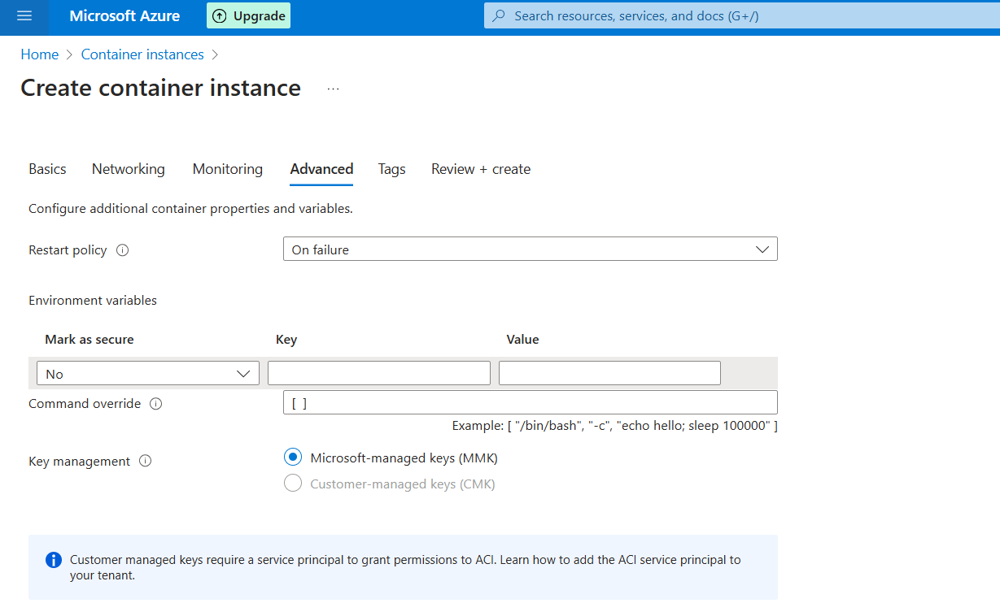 Microsoft Azure Upgrade Search resources, services, and docs (G+/)
Home > Container instances >
Create container instance ...
Basics Networking Monitoring Advanced Tags Review + create
Configure additional container properties and variables.
Restart policy On failure
Environment variables
Mark as secure Key Value
No
Command override [ ]
Example: [ "/bin/bash", "-c", "echo hello; sleep 100000" ]
Key management Microsoft-managed keys (MMK)
Customer-managed keys (CMK)
Customer managed keys require a service principal to grant permissions to ACI. Learn how to add the ACI service principal to
your tenant.